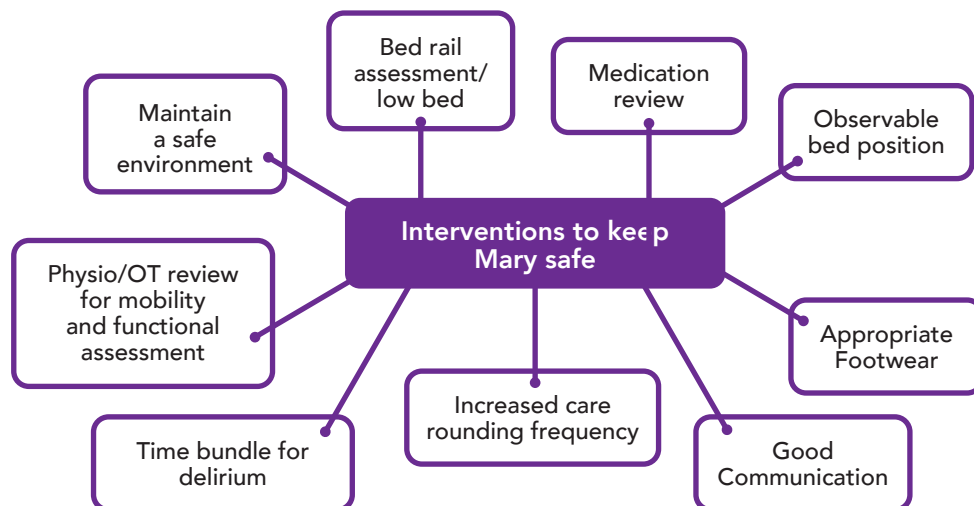 Bed rail
assessment/
low bed
Medication
review
Maintain
a safe
environment
Observable
bed position
Interventions to keep
Mary safe
Physio/OT review
for mobility
and functional
assessment
Appropriate
Footwear
Increased care
rounding frequency
Time bundle for
delirium
Good
Communication